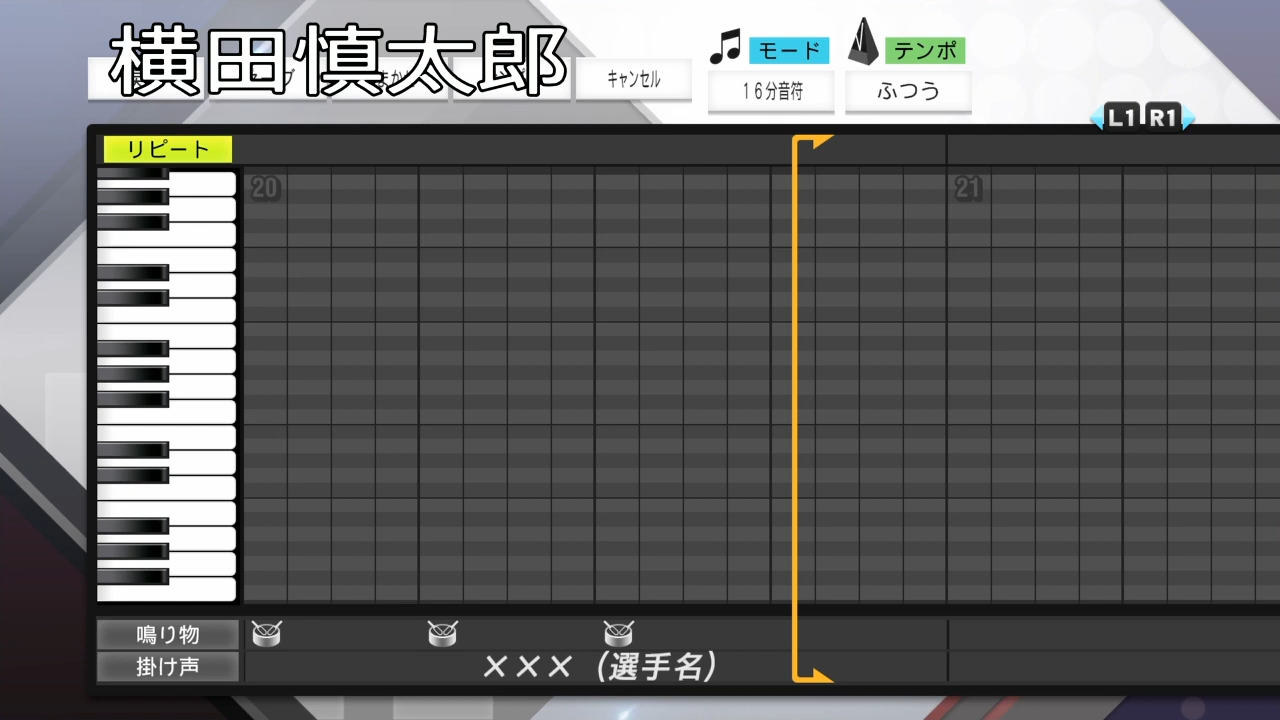 横田慎太郎
キャンセル
モード
16分音符
テンポ
ふつう
L1 R1
リピート
20
21
鳴り物
掛け声
××× (選手名)